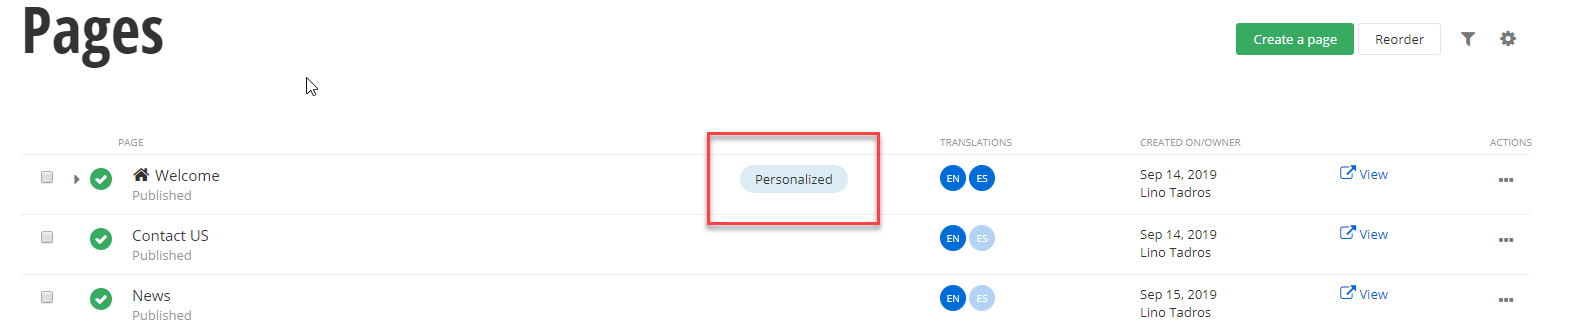 Pages
Create a page
Reorder
PAGE
TRANSLATIONS
CREATED ON/OWNER
ACTIONS
Welcome
Published
Personalized
EN ES
Sep 14, 2019
Lino Tadros
View
Contact US
Published
EN ES
Sep 14, 2019
Lino Tadros
View
News
Published
EN ES
Sep 15, 2019
Lino Tadros
View